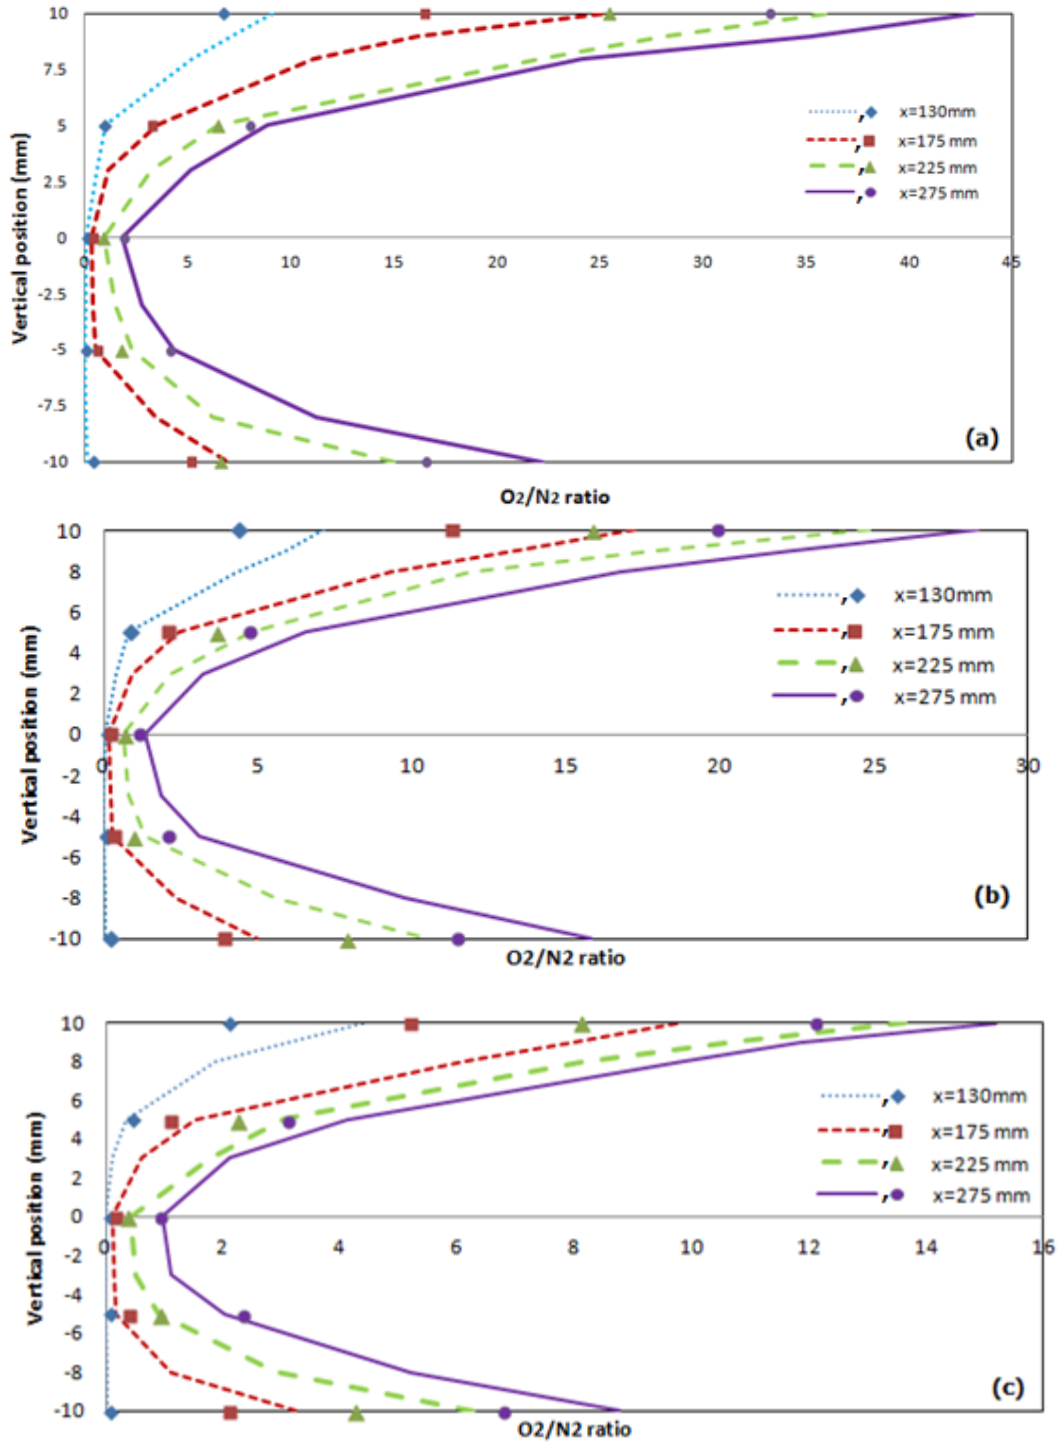 10
7.5
5
2.5
0
-2.5
-5
-7.5
-10
Vertical position (mm)
0 5 10 15 20 25 30 35 40 45
, x=130mm
, x=175 mm
, x=225 mm
, x=275 mm
(a)
O2/N2 ratio
10
8
6
4
2
0
-2
-4
-6
-8
-10
Vertical position (mm)
0 5 10 15 20 25 30
, x=130mm
, x=175 mm
, x=225 mm
, x=275 mm
(b)
O2/N2 ratio
10
8
6
4
2
0
-2
-4
-6
-8
-10
Vertical position (mm)
0 2 4 6 8 10 12 14 16
, x=130mm
, x=175 mm
, x=225 mm
, x=275 mm
(c)
O2/N2 ratio